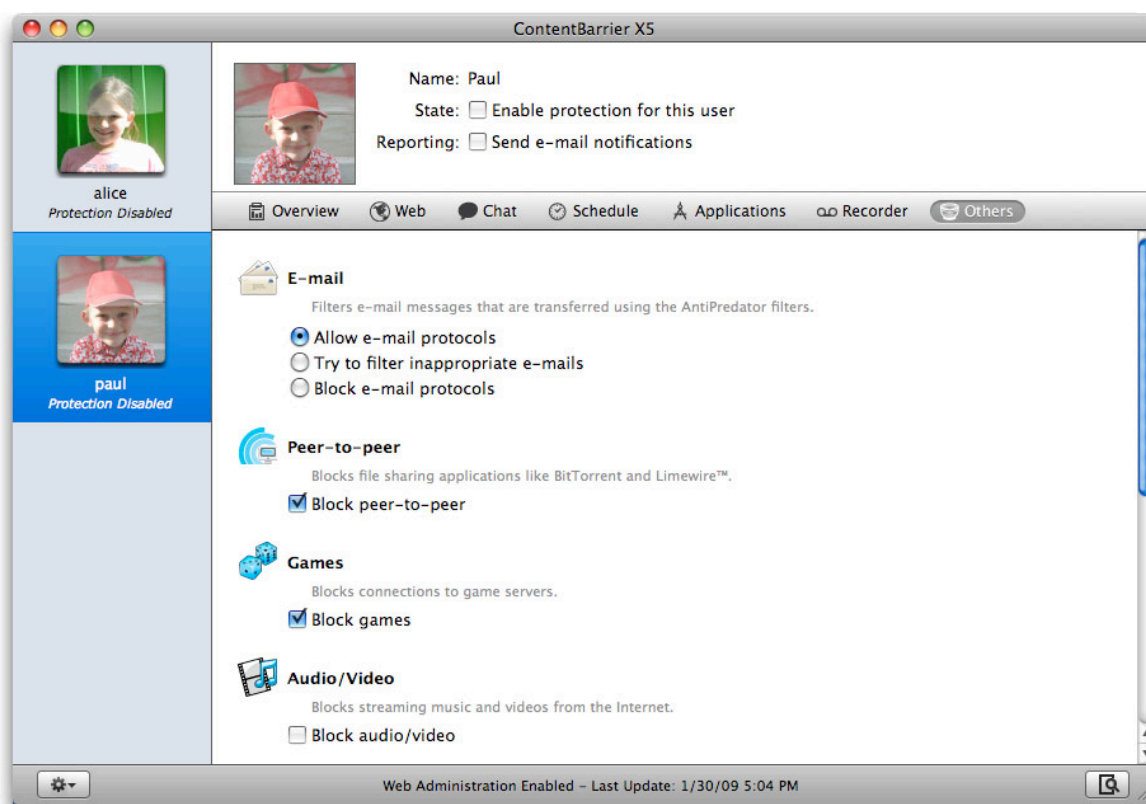 ContentBarrier X5
alice
Protection Disabled
paul
Protection Disabled
Name: Paul
State: Enable protection for this user
Reporting: Send e-mail notifications
Overview Web Chat Schedule Applications Recorder Others
E-mail
Filters e-mail messages that are transferred using the AntiPredator filters.
Allow e-mail protocols
Try to filter inappropriate e-mails
Block e-mail protocols
Peer-to-peer
Blocks file sharing applications like BitTorrent and Limewire™.
Block peer-to-peer
Games
Blocks connections to game servers.
Block games
Audio/Video
Blocks streaming music and videos from the Internet.
Block audio/video
Web Administration Enabled – Last Update: 1/30/09 5:04 PM